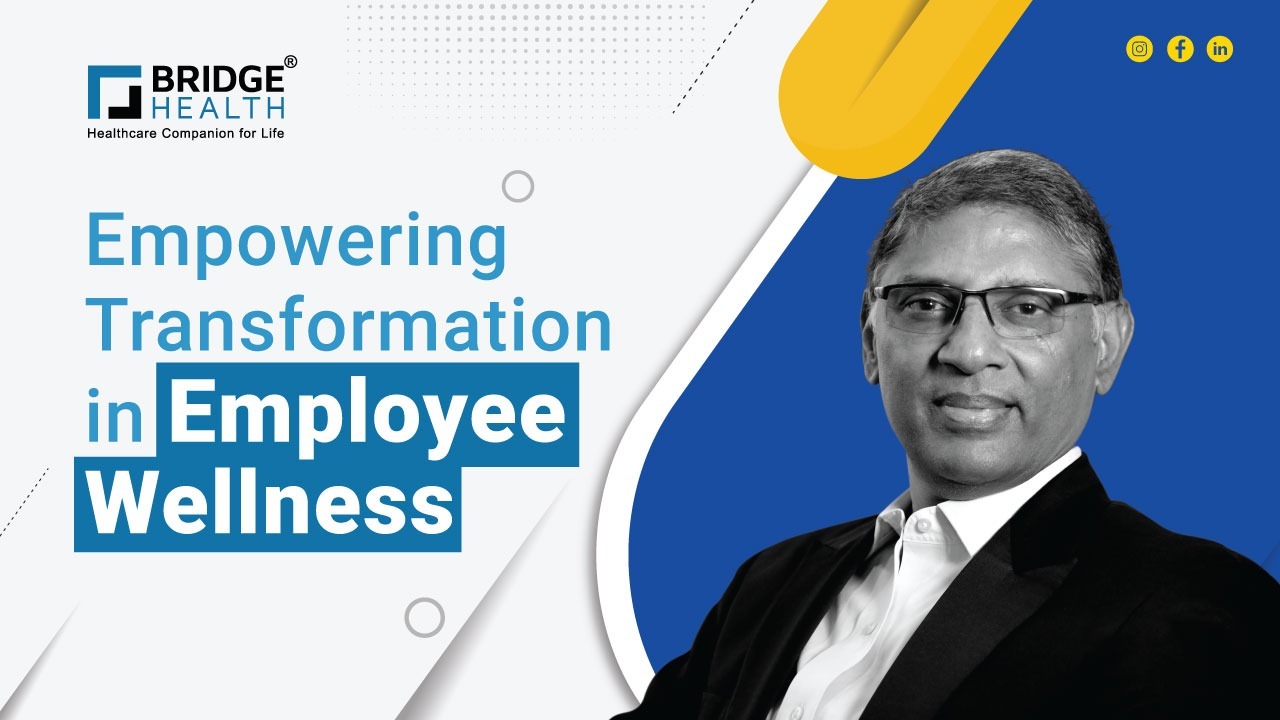 BRIDGE®
HEALTH
Healthcare Companion for Life
Empowering
Transformation
in Employee
Wellness